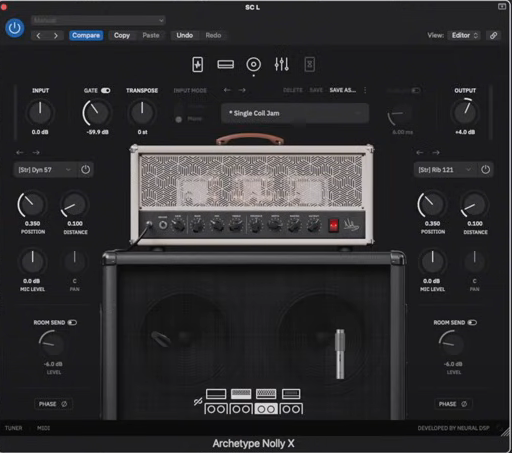 SC L
Manual
Compare Copy Paste Undo Redo View: Editor
INPUT GATE TRANSPOSE INPUT MODE DELETE SAVE SAVE AS... OUTPUT
* Single Coil Jam
Mono
0.0 dB -59.9 dB 0 st 6.00 ms +4.0 dB
[Str] Dyn 57 [Str] Rib 121
0.350 0.100 0.350 0.100
POSITION DISTANCE POSITION DISTANCE
0.0 dB C 0.0 dB C
MIC LEVEL PAN MIC LEVEL PAN
ROOM SEND ROOM SEND
-6.0 dB -6.0 dB
LEVEL LEVEL
PHASE PHASE
TUNER MIDI DEVELOPED BY NEURAL DSP
Archetype Nolly X